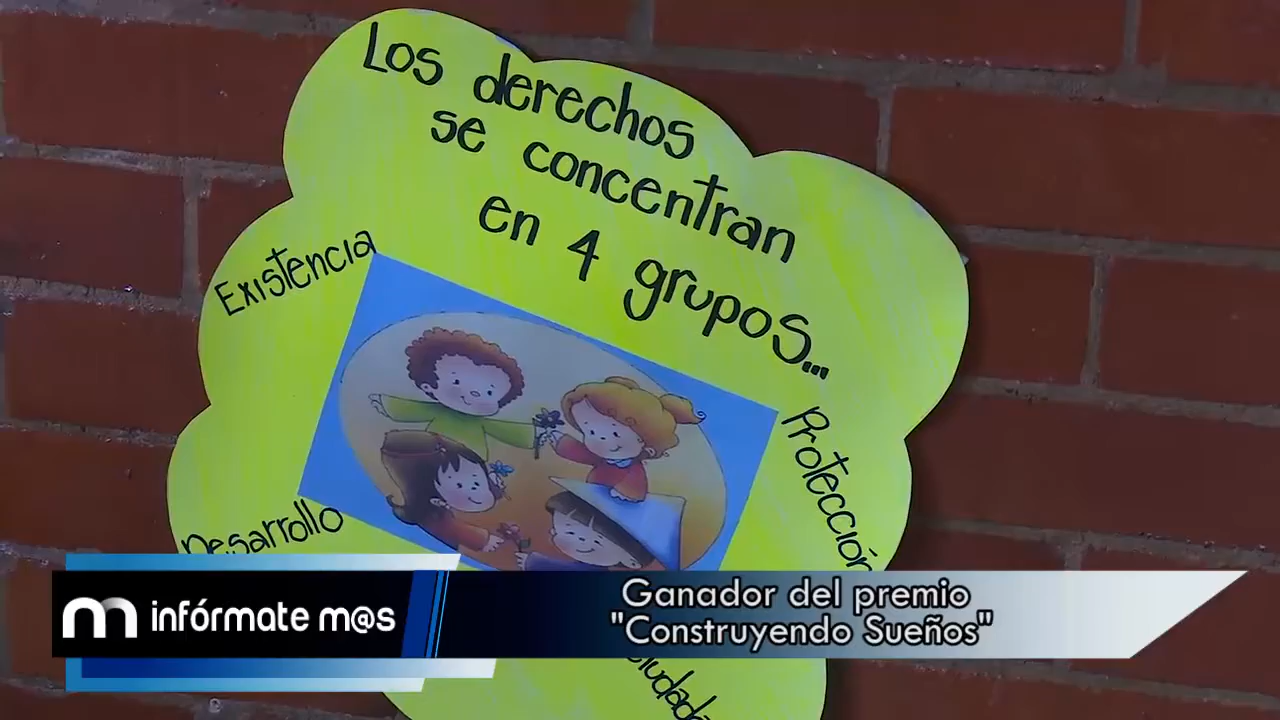 Los derechos
se concentran
en 4 grupos...
Existencia
Protección
Desarrollo
m infórmate m@s
Ganador del premio
"Construyendo Sueños"